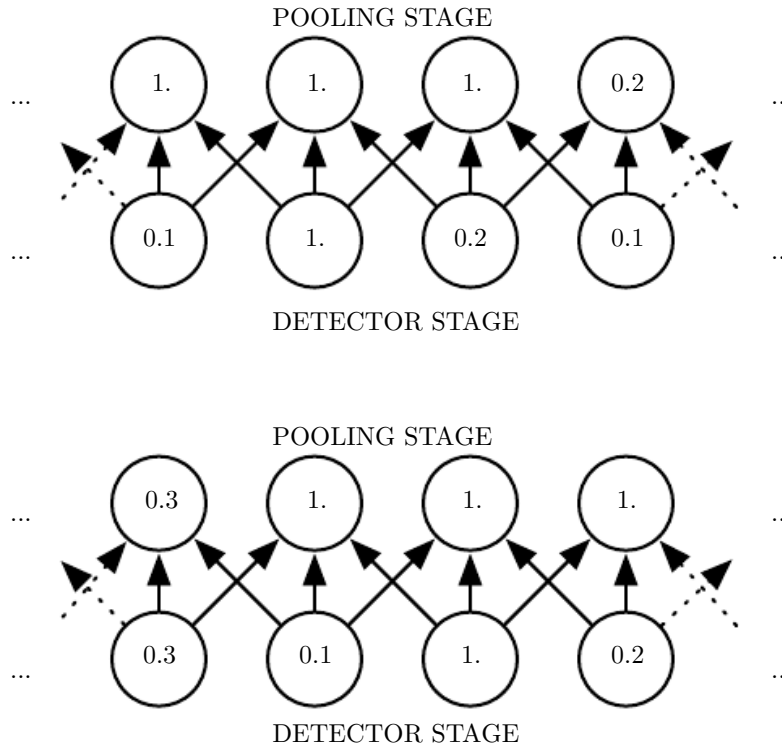 POOLING STAGE
... 1. 1. 1. 0.2 ...
... 0.1 1. 0.2 0.1 ...
DETECTOR STAGE
POOLING STAGE
... 0.3 1. 1. 1. ...
... 0.3 0.1 1. 0.2 ...
DETECTOR STAGE